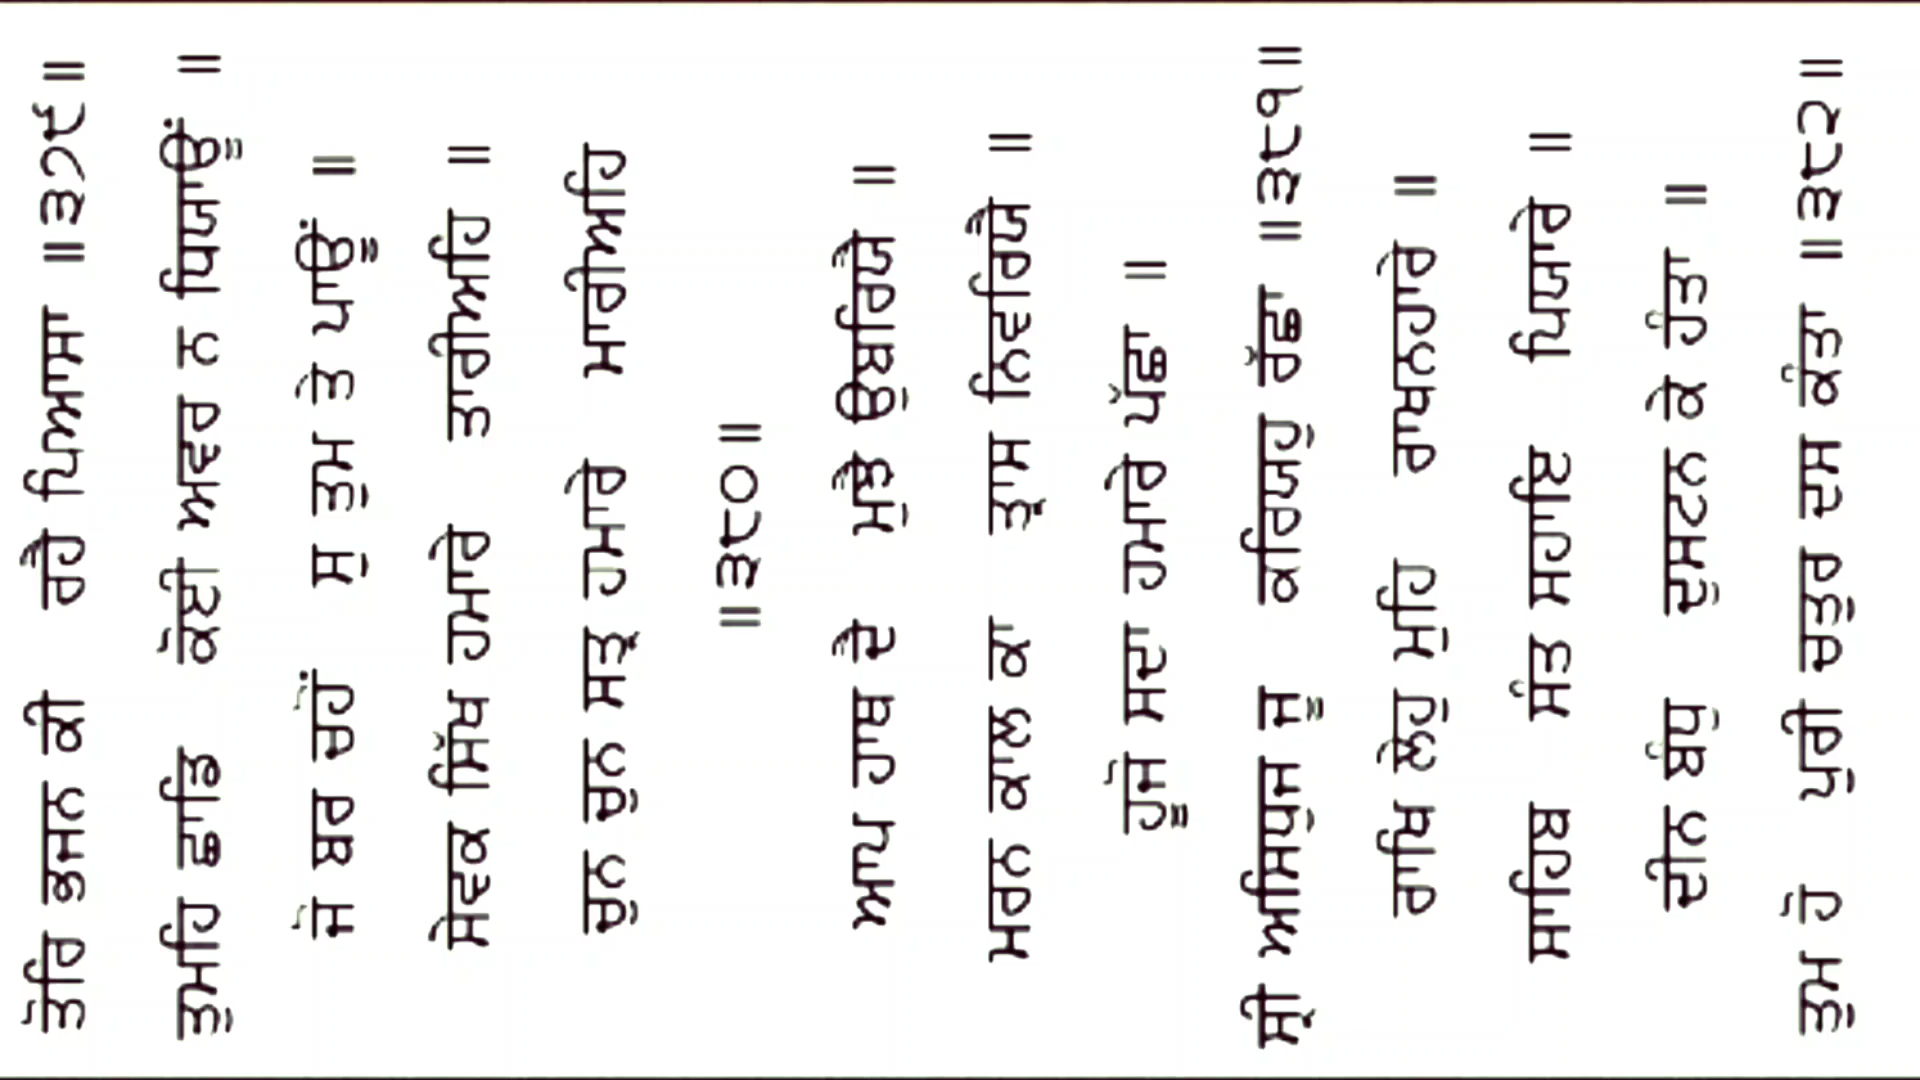 ਤੋਰਿ ਭਜਨ ਕੀ ਰਹੈ ਪਿਆਸਾ ॥੩੭੯॥
ਤੁਮਹਿ ਛਾਡਿ ਕੋਈ ਅਵਰ ਨ ਧਿਯਾਊਂ ॥
ਜੋ ਬਰ ਚਹੋਂ ਸੁ ਤੁਮ ਤੇ ਪਾਊਂ ॥
ਸੇਵਕ ਸਿੱਖ ਹਮਾਰੇ ਤਾਰੀਅਹਿ ॥
ਚੁਨ ਚੁਨ ਸਤ੍ਰੁ ਹਮਾਰੇ ਮਾਰੀਅਹਿ
॥੩੮੦॥
ਆਪ ਹਾਥ ਦੈ ਮੁਝੈ ਉਬਰਿਯੈ ॥
ਮਰਨ ਕਾਲ ਕਾ ਤ੍ਰਾਸ ਨਿਵਰਿਯੈ ॥
ਹੂਜੋ ਸਦਾ ਹਮਾਰੇ ਪੱਛਾ ॥
ਸ੍ਰੀ ਅਸਿਧੁਜ ਜੂ ਕਰਿਯਹੁ ਰੱਛਾ ॥੩੮੧॥
ਰਾਖਿ ਲੇਹੁ ਮੁਹਿ ਰਾਖਨਹਾਰੇ ॥
ਸਾਹਿਬ ਸੰਤ ਸਹਾਇ ਪਿਯਾਰੇ ॥
ਦੀਨ ਬੰਧੁ ਦੁਸਟਨ ਕੇ ਹੰਤਾ ॥
ਤੁਮ ਹੋ ਪੁਰੀ ਚਤੁਰ ਦਸ ਕੰਤਾ ॥੩੮੨॥